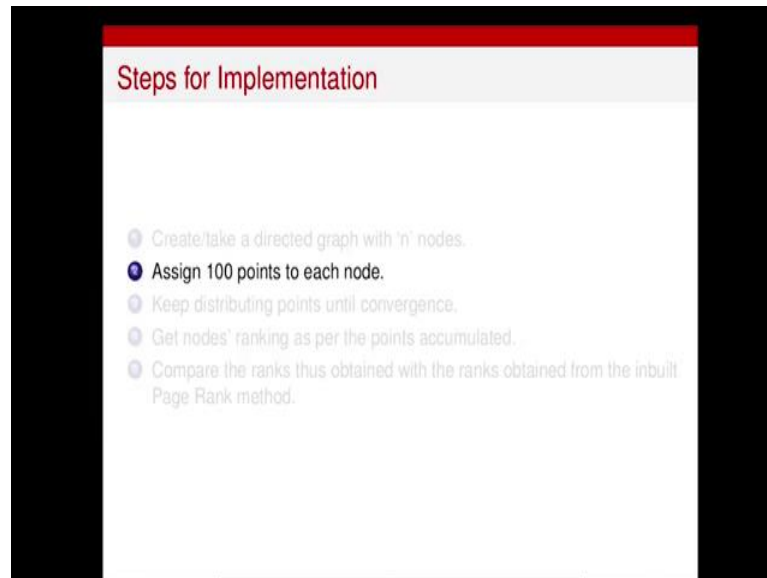 Steps for Implementation
Create/take a directed graph with 'n' nodes.
2 Assign 100 points to each node.
Keep distributing points until convergence.
Get nodes' ranking as per the points accumulated.
Compare the ranks thus obtained with the ranks obtained from the inbuilt
Page Rank method.